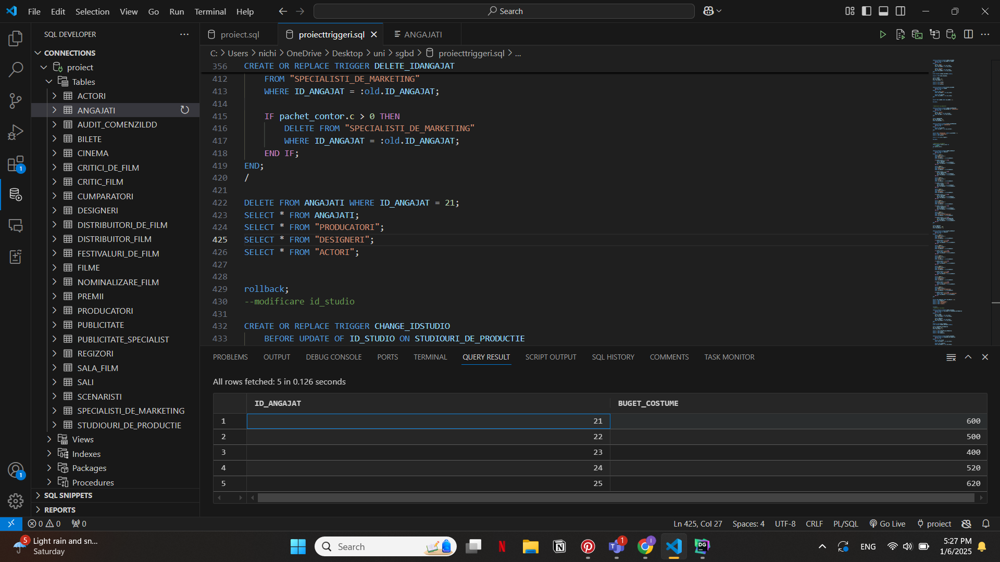 File Edit Selection View Go Run Terminal Help
Search
SQL DEVELOPER
CONNECTIONS
proiect
Tables
ACTORI
ANGAJATI
AUDIT_COMENZILDD
BILETE
CINEMA
CRITICI_DE_FILM
CRITIC_FILM
CUMPARATORI
DESIGNERI
DISTRIBUITORI_DE_FILM
DISTRIBUITOR_FILM
FESTIVALURI_DE_FILM
FILME
NOMINALIZARE_FILM
PREMII
PRODUCATORI
PUBLICITATE
PUBLICITATE_SPECIALIST
REGIZORI
SALA_FILM
SALI
SCENARISTI
SPECIALISTI_DE_MARKETING
STUDIOURI_DE_PRODUCTIE
Views
Indexes
Packages
Procedures
SQL SNIPPETS
REPORTS
1
1
proiect.sql proiecttriggeri.sql ANGAJATI
C: > Users > nichi > OneDrive > Desktop > uni > sgbd > proiecttriggeri.sql > ...
356 CREATE OR REPLACE TRIGGER DELETE_IDANGAJAT
412 FROM "SPECIALISTI_DE_MARKETING"
413 WHERE ID_ANGAJAT = :old.ID_ANGAJAT;
414
415 IF pachet_contor.c > 0 THEN
416 DELETE FROM "SPECIALISTI_DE_MARKETING"
417 WHERE ID_ANGAJAT = :old.ID_ANGAJAT;
418 END IF;
419 END;
420 /
421
422 DELETE FROM ANGAJATI WHERE ID_ANGAJAT = 21;
423 SELECT * FROM ANGAJATI;
424 SELECT * FROM "PRODUCATORI";
425 SELECT * FROM "DESIGNERI";
426 SELECT * FROM "ACTORI";
427
428
429 rollback;
430 --modificare id_studio
431
432 CREATE OR REPLACE TRIGGER CHANGE_IDSTUDIO
433 BEFORE UPDATE OF ID_STUDIO ON STUDIOURI_DE_PRODUCTIE
PROBLEMS OUTPUT DEBUG CONSOLE PORTS TERMINAL QUERY RESULT SCRIPT OUTPUT SQL HISTORY COMMENTS TASK MONITOR
All rows fetched: 5 in 0.126 seconds
ID_ANGAJAT BUGET_COSTUME
1 21 600
2 22 500
3 23 400
4 24 520
5 25 620
0 0 0 Ln 425, Col 27 Spaces: 4 UTF-8 CRLF PL/SQL Go Live proiect
5 Light rain and sn...
Saturday
Search
N
1
DG
ENG
5:27 PM
1/6/2025